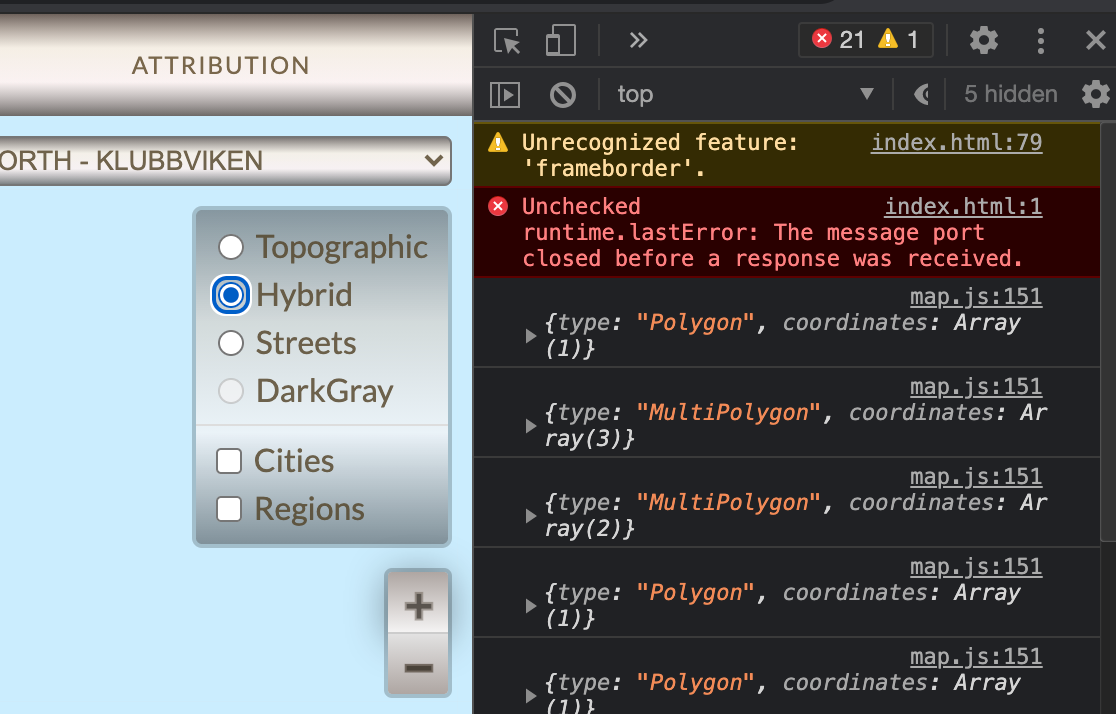 ATTRIBUTION
ORTH - KLUBBVIKEN
Topographic
Hybrid
Streets
DarkGray
Cities
Regions
+
−
21 1
top 5 hidden
Unrecognized feature: index.html:79
'frameborder'.
Unchecked index.html:1
runtime.lastError: The message port
closed before a response was received.
map.js:151
{type: "Polygon", coordinates: Array
(1)}
map.js:151
{type: "MultiPolygon", coordinates: Ar
ray(3)}
map.js:151
{type: "MultiPolygon", coordinates: Ar
ray(2)}
map.js:151
{type: "Polygon", coordinates: Array
(1)}
map.js:151
{type: "Polygon", coordinates: Array
(1)}